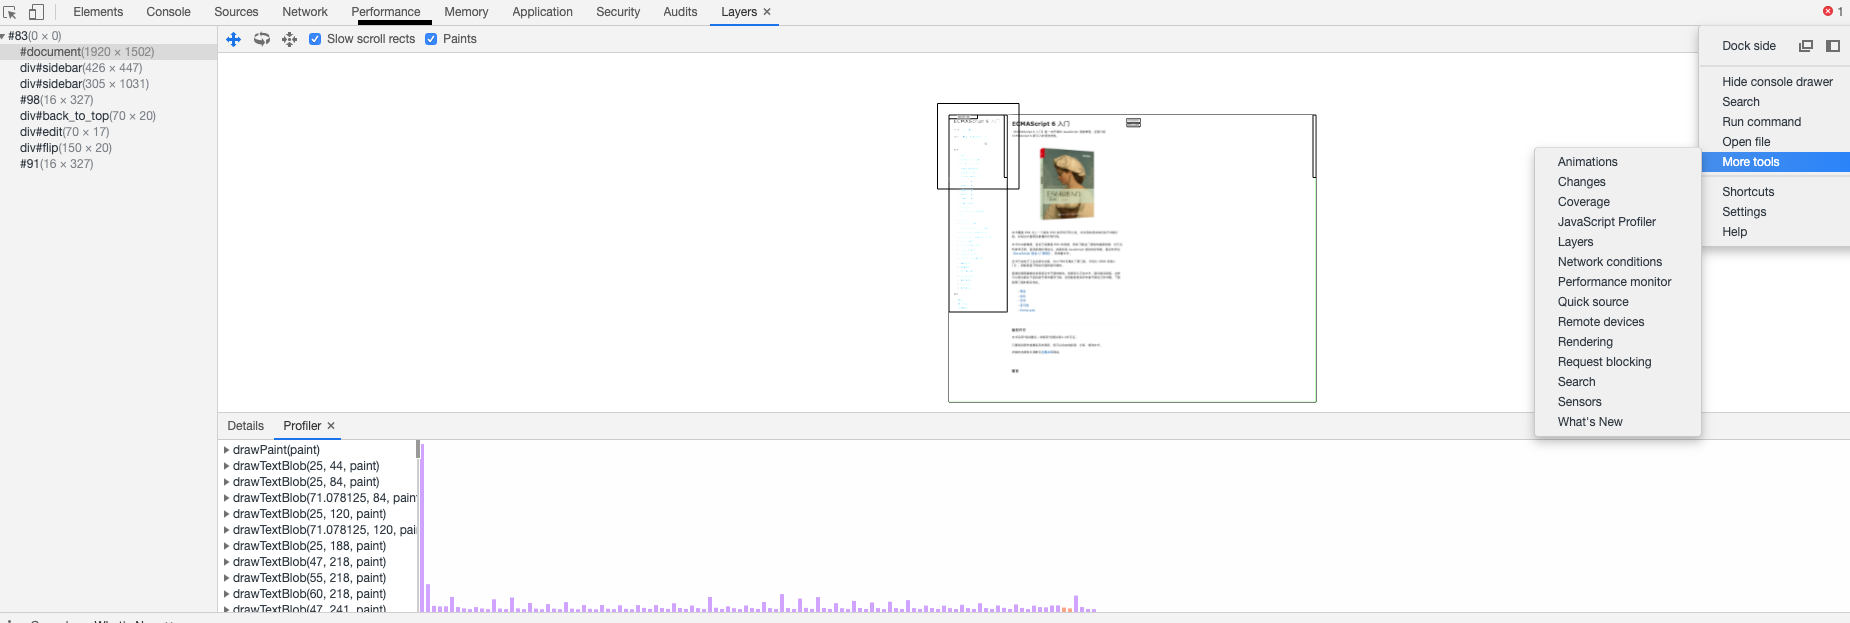 Elements Console Sources Network Performance Memory Application Security Audits Layers × 1
#83(0 × 0)
#document(1920 × 1502)
div#sidebar(426 × 447)
div#sidebar(305 × 1031)
#98(16 × 327)
div#back_to_top(70 × 20)
div#edit(70 × 17)
div#flip(150 × 20)
#91(16 × 327)
Slow scroll rects Paints
ECMAScript 6 入门
Dock side
Hide console drawer
Search
Run command
Open file
More tools
Shortcuts
Settings
Help
Animations
Changes
Coverage
JavaScript Profiler
Layers
Network conditions
Performance monitor
Quick source
Remote devices
Rendering
Request blocking
Search
Sensors
What's New
Details Profiler ×
drawPaint(paint)
drawTextBlob(25, 44, paint)
drawTextBlob(25, 84, paint)
drawTextBlob(71.078125, 84, pain
drawTextBlob(25, 120, paint)
drawTextBlob(71.078125, 120, pai
drawTextBlob(25, 188, paint)
drawTextBlob(47, 218, paint)
drawTextBlob(55, 218, paint)
drawTextBlob(60, 218, paint)
drawTextBlob(47, 241, paint)